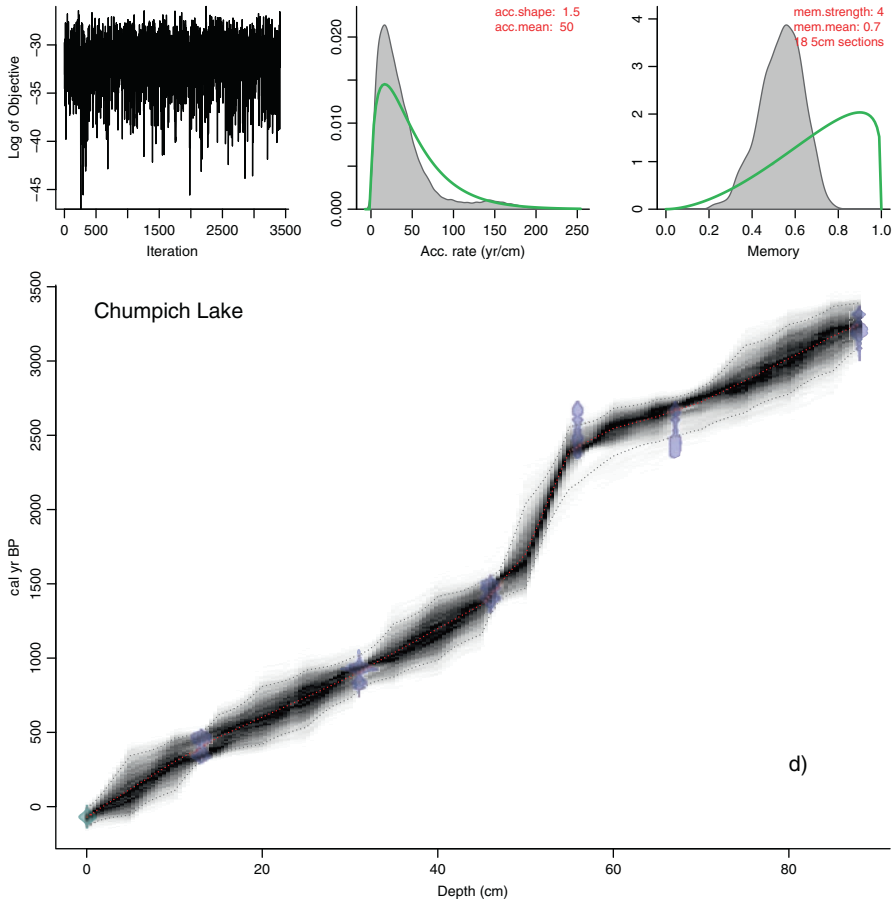 −30
−35
−40
−45
Log of Objective
0 500 1500 2500 3500
Iteration
acc.shape: 1.5
acc.mean: 50
0.020
0.010
0.000
0 50 100 150 200 250
Acc. rate (yr/cm)
mem.strength: 4
mem.mean: 0.7
18 5cm sections
4
3
2
1
0
0.0 0.2 0.4 0.6 0.8 1.0
Memory
Chumpich Lake
3500
3000
2500
2000
1500
1000
500
0
cal yr BP
d)
0 20 40 60 80
Depth (cm)